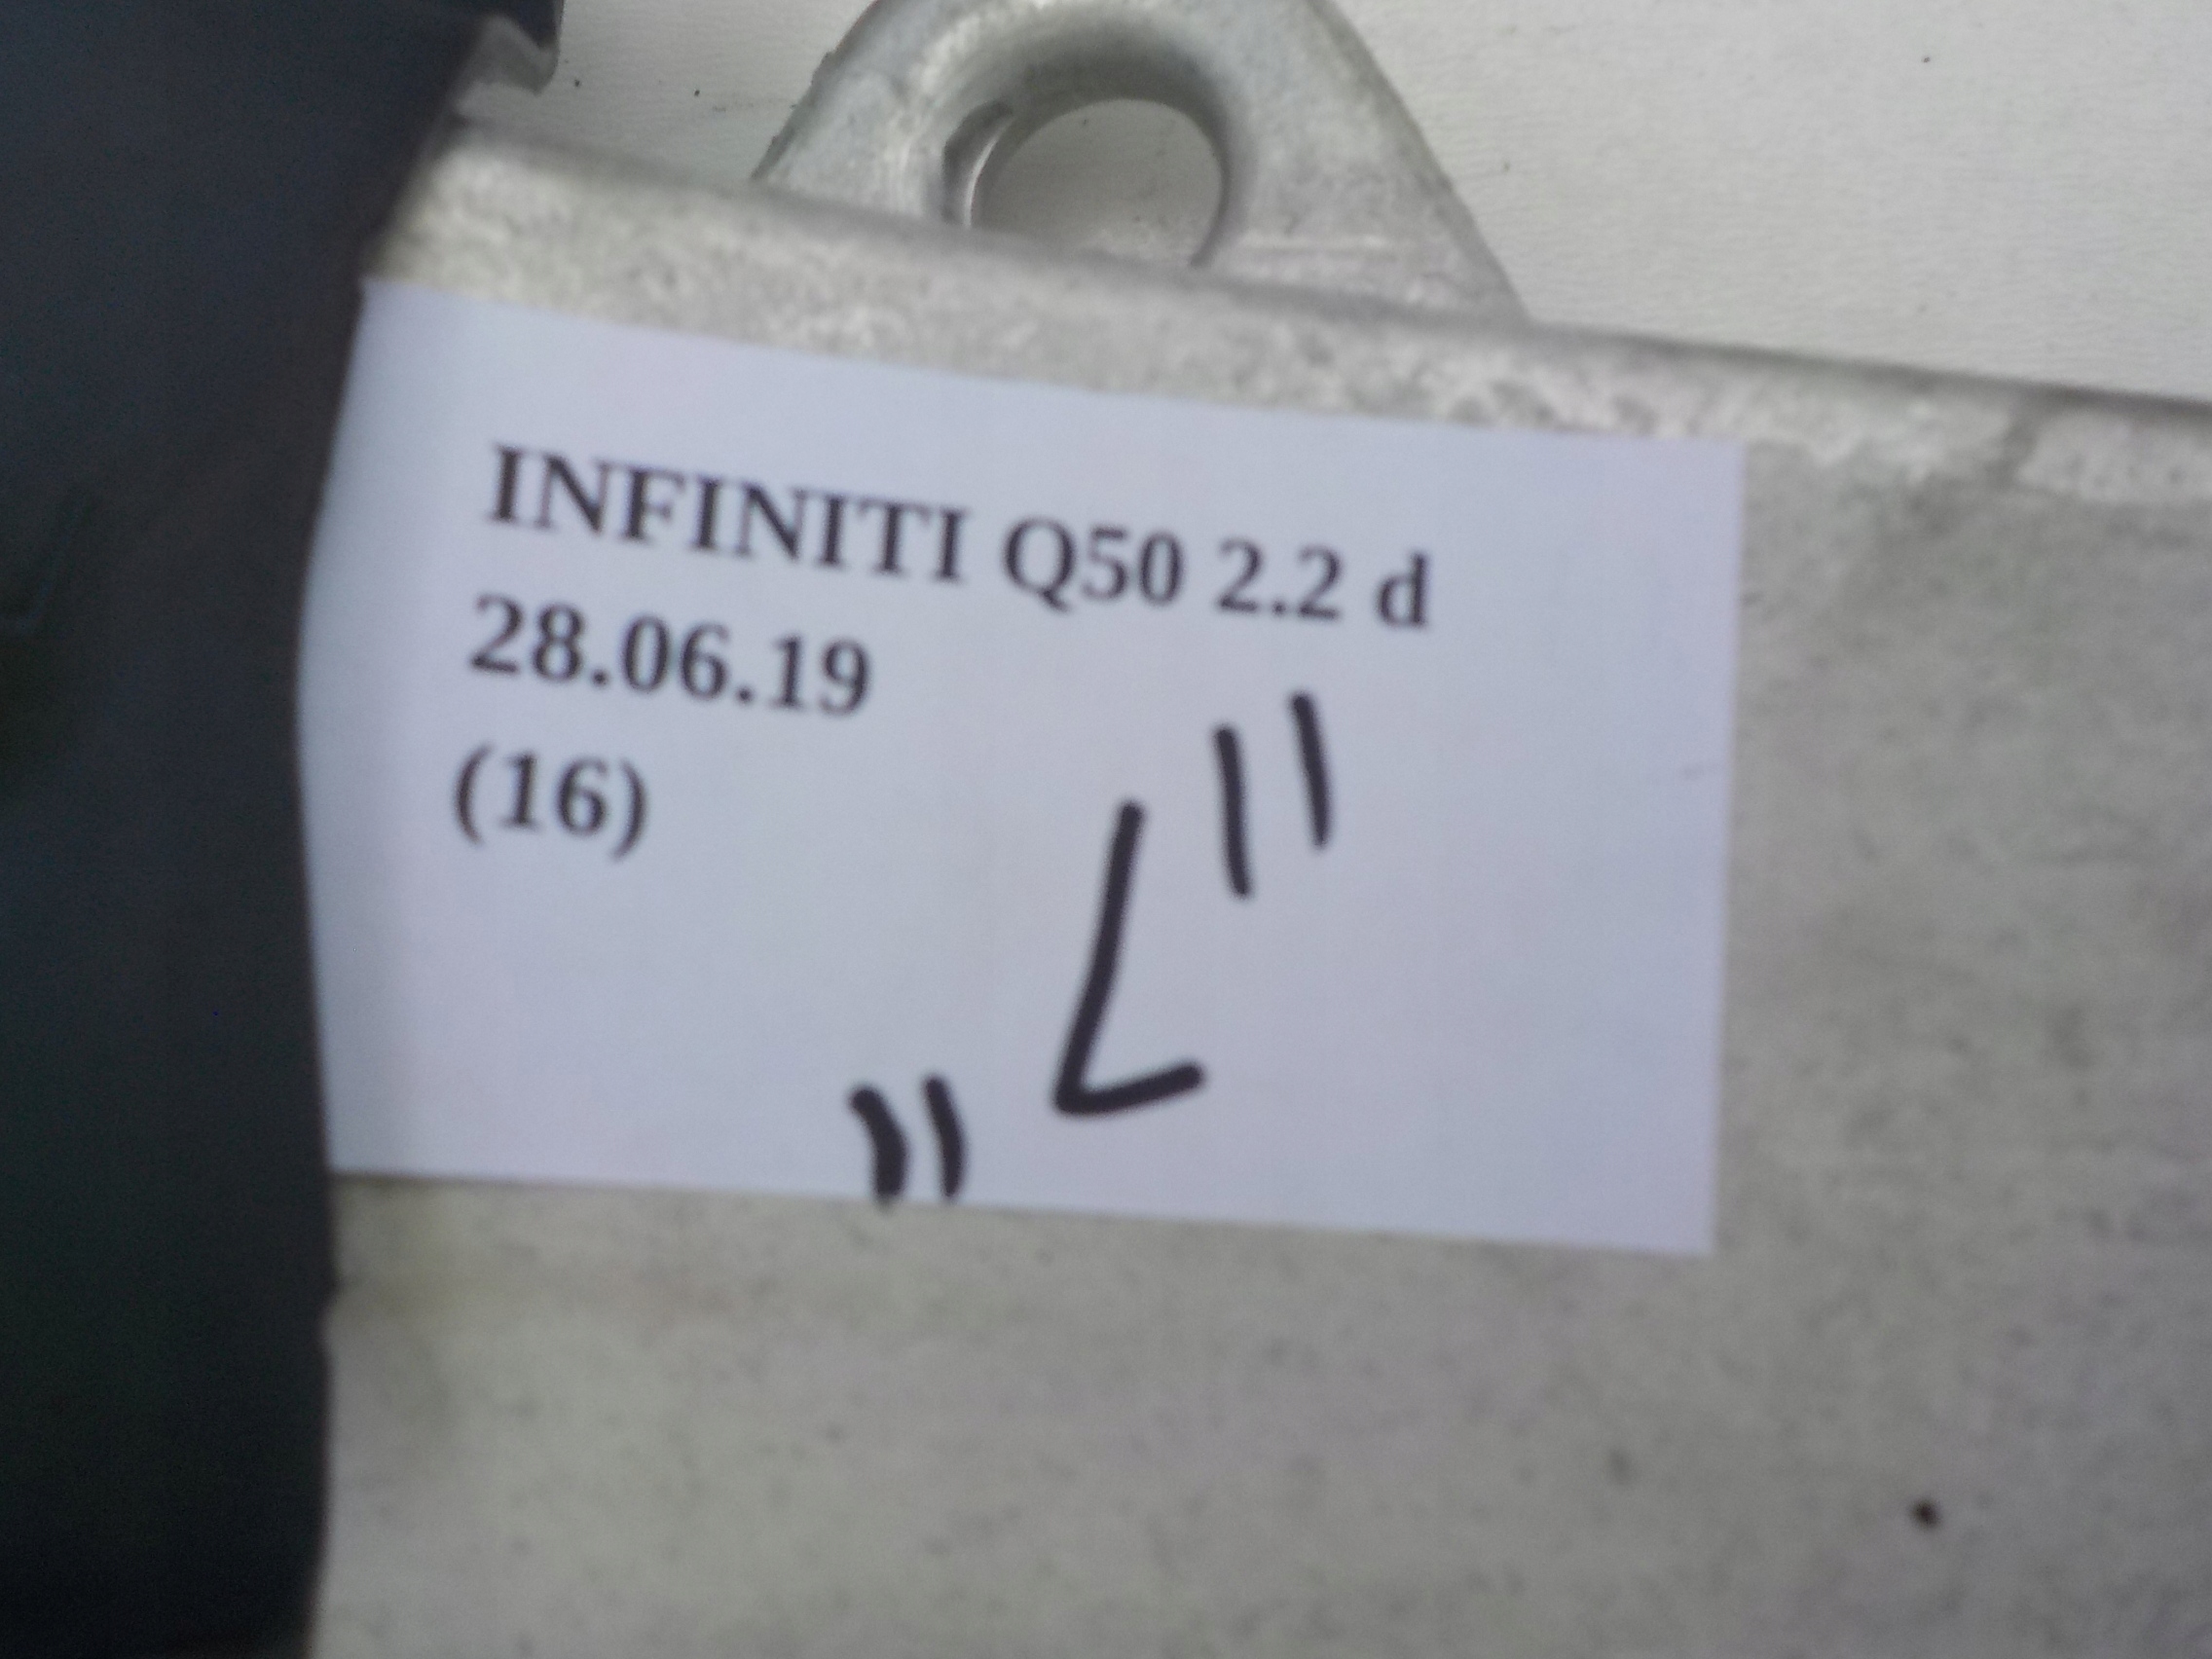 INFINITI Q50 2.2 d
28.06.19
(16)
„L"